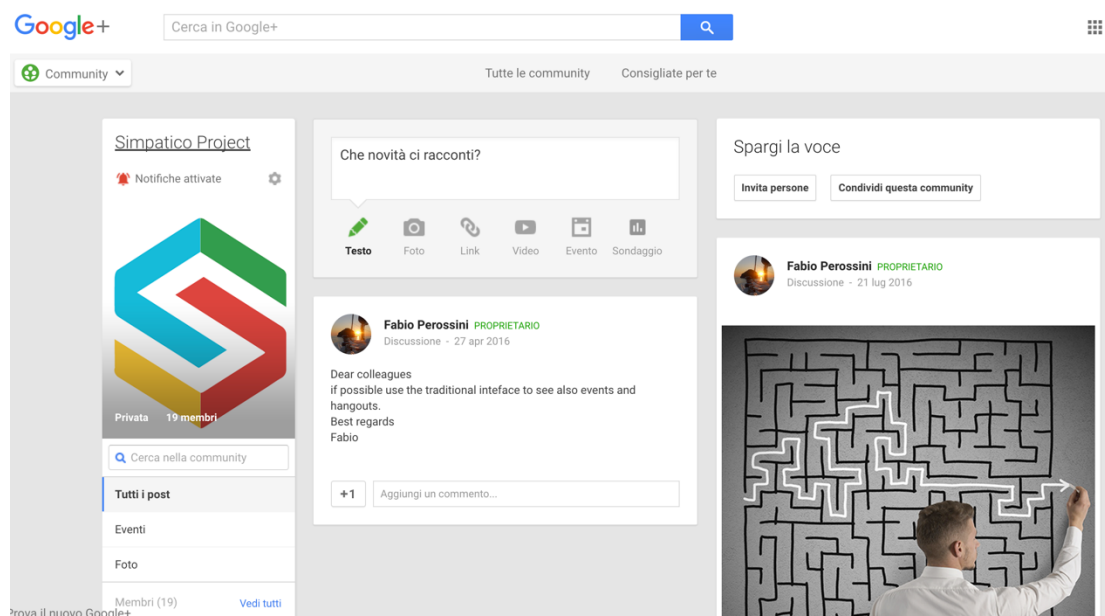 Google+
Cerca in Google+
Community
Tutte le community
Consigliate per te
Simpatico Project
Notifiche attivate
Privata 19 membri
Cerca nella community
Tutti i post
Eventi
Foto
Membri (19) Vedi tutti
Prova il nuovo Google+
Che novità ci racconti?
Testo Foto Link Video Evento Sondaggio
Fabio Perossini PROPRIETARIO
Discussione - 27 apr 2016
Dear colleagues
if possible use the traditional inteface to see also events and
hangouts.
Best regards
Fabio
+1 Aggiungi un commento...
Spargi la voce
Invita persone Condividi questa community
Fabio Perossini PROPRIETARIO
Discussione - 21 lug 2016